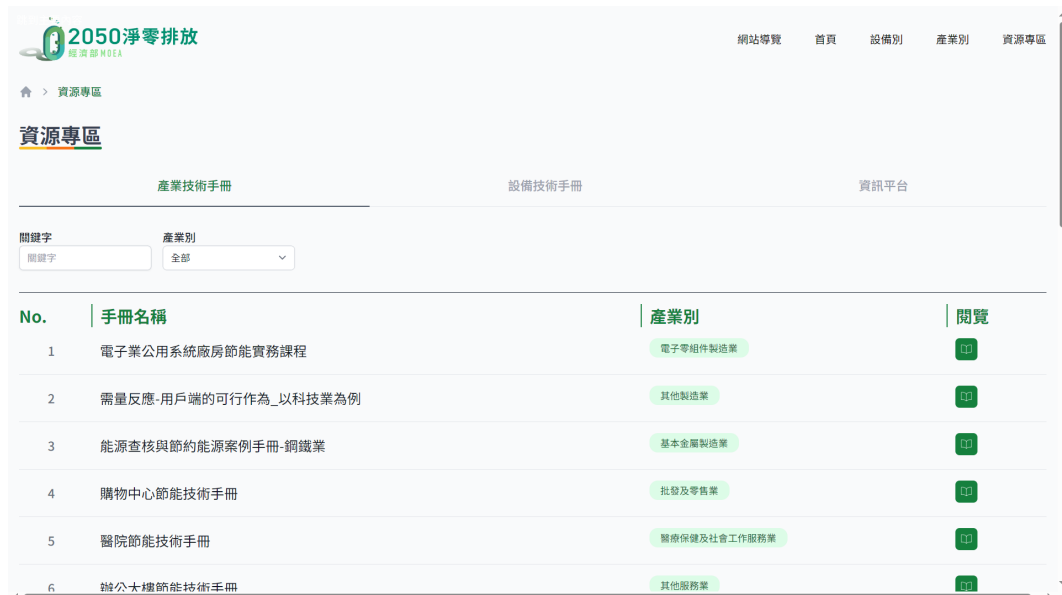 2050淨零排放
經濟部 MOEA
網站導覽 首頁 設備別 產業別 資源專區
資源專區
資源專區
產業技術手冊 設備技術手冊 資訊平台
關鍵字 產業別
關鍵字 全部
No. 手冊名稱 產業別 閱覽
1 電子業公用系統廠房節能實務課程 電子零組件製造業
2 需量反應-用戶端的可行作為_以科技業為例 其他製造業
3 能源查核與節約能源案例手冊-鋼鐵業 基本金屬製造業
4 購物中心節能技術手冊 批發及零售業
5 醫院節能技術手冊 醫療保健及社會工作服務業
6 辦公大樓節能技術手冊 其他服務業